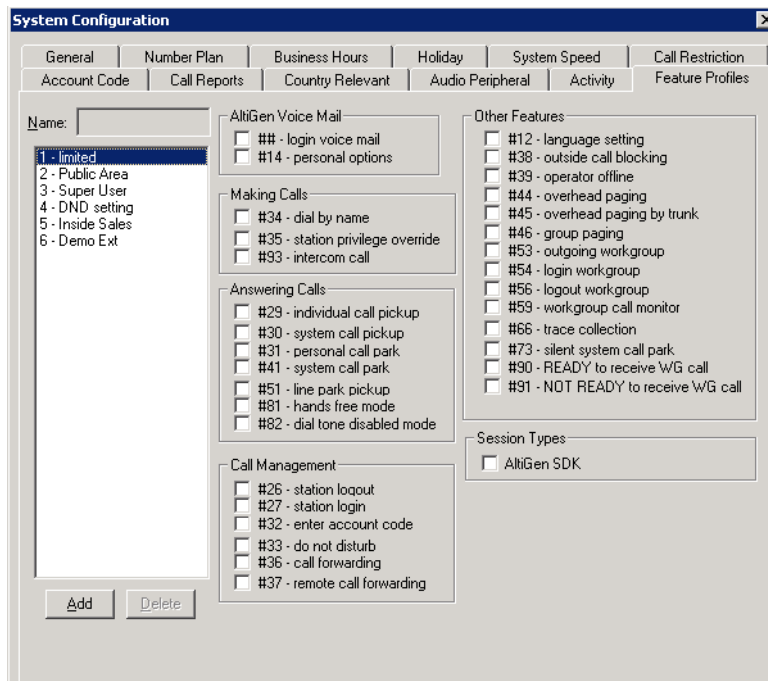 System Configuration
General
Number Plan
Business Hours
Holiday
System Speed
Call Restriction
Account Code
Call Reports
Country Relevant
Audio Peripheral
Activity
Feature Profiles
Name:
1 - limited
2 - Public Area
3 - Super User
4 - DND setting
5 - Inside Sales
6 - Demo Ext
Add
Delete
AltiGen Voice Mail
## - login voice mail
#14 - personal options
Making Calls
#34 - dial by name
#35 - station privilege override
#93 - intercom call
Answering Calls
#29 - individual call pickup
#30 - system call pickup
#31 - personal call park
#41 - system call park
#51 - line park pickup
#81 - hands free mode
#82 - dial tone disabled mode
Call Management
#26 - station logout
#27 - station login
#32 - enter account code
#33 - do not disturb
#36 - call forwarding
#37 - remote call forwarding
Other Features
#12 - language setting
#38 - outside call blocking
#39 - operator offline
#44 - overhead paging
#45 - overhead paging by trunk
#46 - group paging
#53 - outgoing workgroup
#54 - login workgroup
#56 - logout workgroup
#59 - workgroup call monitor
#66 - trace collection
#73 - silent system call park
#90 - READY to receive WG call
#91 - NOT READY to receive WG call
Session Types
AltiGen SDK